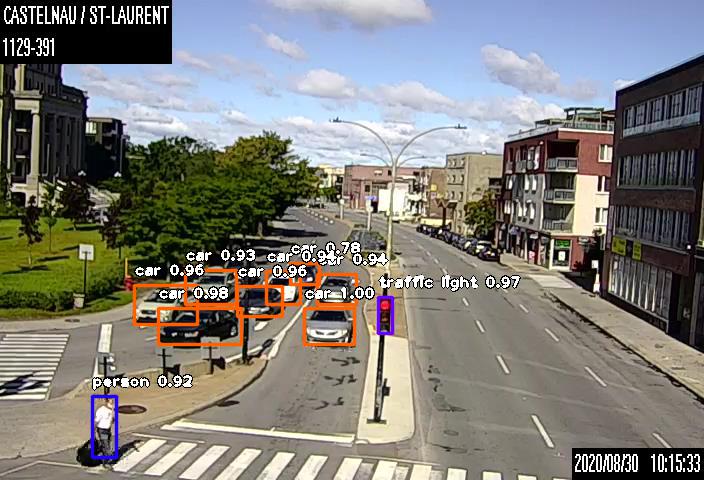 CASTELNAU / ST-LAURENT
1129-391
car 0.78
car 0.93
car 0.94
car 0.96
car 0.96
car 0.98
car 1.00
traffic light 0.97
person 0.92
2020/08/30 10:15:33